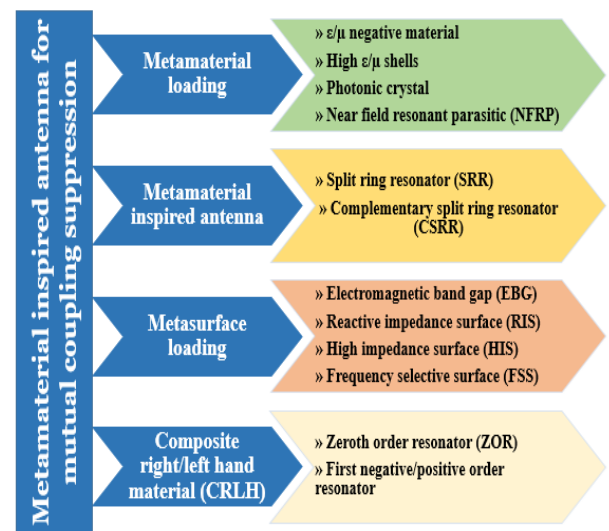 Metamaterial inspired antenna for
mutual coupling suppression
Metamaterial
loading
» ε/μ negative material
» High ε/μ shells
» Photonic crystal
» Near field resonant parasitic (NFRP)
Metamaterial
inspired antenna
» Split ring resonator (SRR)
» Complementary split ring resonator
(CSRR)
Metasurface
loading
» Electromagnetic band gap (EBG)
» Reactive impedance surface (RIS)
» High impedance surface (HIS)
» Frequency selective surface (FSS)
Composite
right/left hand
material (CRLH)
» Zeroth order resonator (ZOR)
» First negative/positive order
resonator